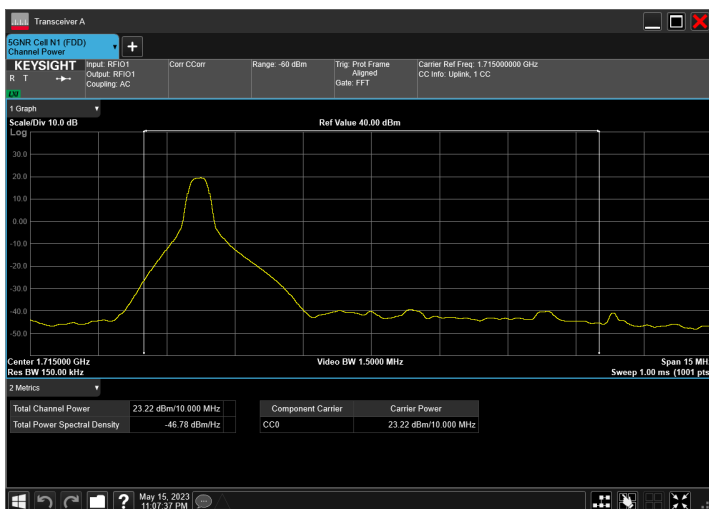 Transceiver A
5GNR Cell N1 (FDD)
Channel Power
KEYSIGHT
R T
LXI
Input: RFIO1
Output: RFIO1
Coupling: AC
Corr CCorr
Range: -60 dBm
Trig: Prot Frame
Aligned
Gate: FFT
Carrier Ref Freq: 1.715000000 GHz
CC Info: Uplink, 1 CC
1 Graph
Scale/Div 10.0 dB
Ref Value 40.00 dBm
Log
30.0
20.0
10.0
0.00
-10.0
-20.0
-30.0
-40.0
-50.0
Center 1.715000 GHz
Video BW 1.5000 MHz
Span 15 MHz
Res BW 150.00 kHz
Sweep 1.00 ms (1001 pts
2 Metrics
Total Channel Power 23.22 dBm/10.000 MHz
Total Power Spectral Density -46.78 dBm/Hz
Component Carrier Carrier Power
CC0 23.22 dBm/10.000 MHz
?
May 15, 2023
11:07:37 PM